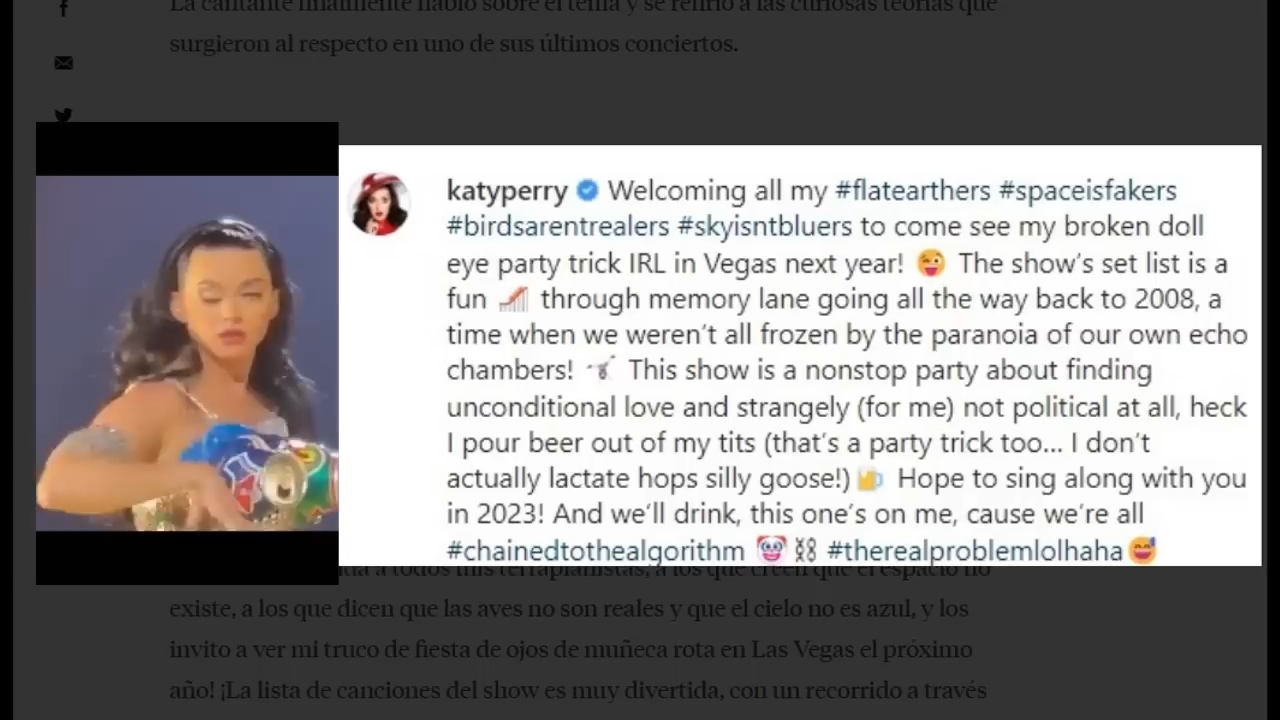 La cantante finalmente habló sobre el tema y se refirió a las curiosas teorías que
surgieron al respecto en uno de sus últimos conciertos.
katyperry Welcoming all my #flatearthers #spaceisfakers
#birdsarentrealers #skyisntbluers to come see my broken doll
eye party trick IRL in Vegas next year! 😜 The show's set list is a
fun 🎢 through memory lane going all the way back to 2008, a
time when we weren't all frozen by the paranoia of our own echo
chambers! 🔫 This show is a nonstop party about finding
unconditional love and strangely (for me) not political at all, heck
I pour beer out of my tits (that's a party trick too... I don't
actually lactate hops silly goose!) 🍺 Hope to sing along with you
in 2023! And we'll drink, this one's on me, cause we're all
#chainedtothealgorithm 🤡⛓ #therealproblemlolhaha😅
a todos mis terraplanistas, a los que creen que el espacio no
existe, a los que dicen que las aves no son reales y que el cielo no es azul, y los
invito a ver mi truco de fiesta de ojos de muñeca rota en Las Vegas el próximo
año! ¡La lista de canciones del show es muy divertida, con un recorrido a través